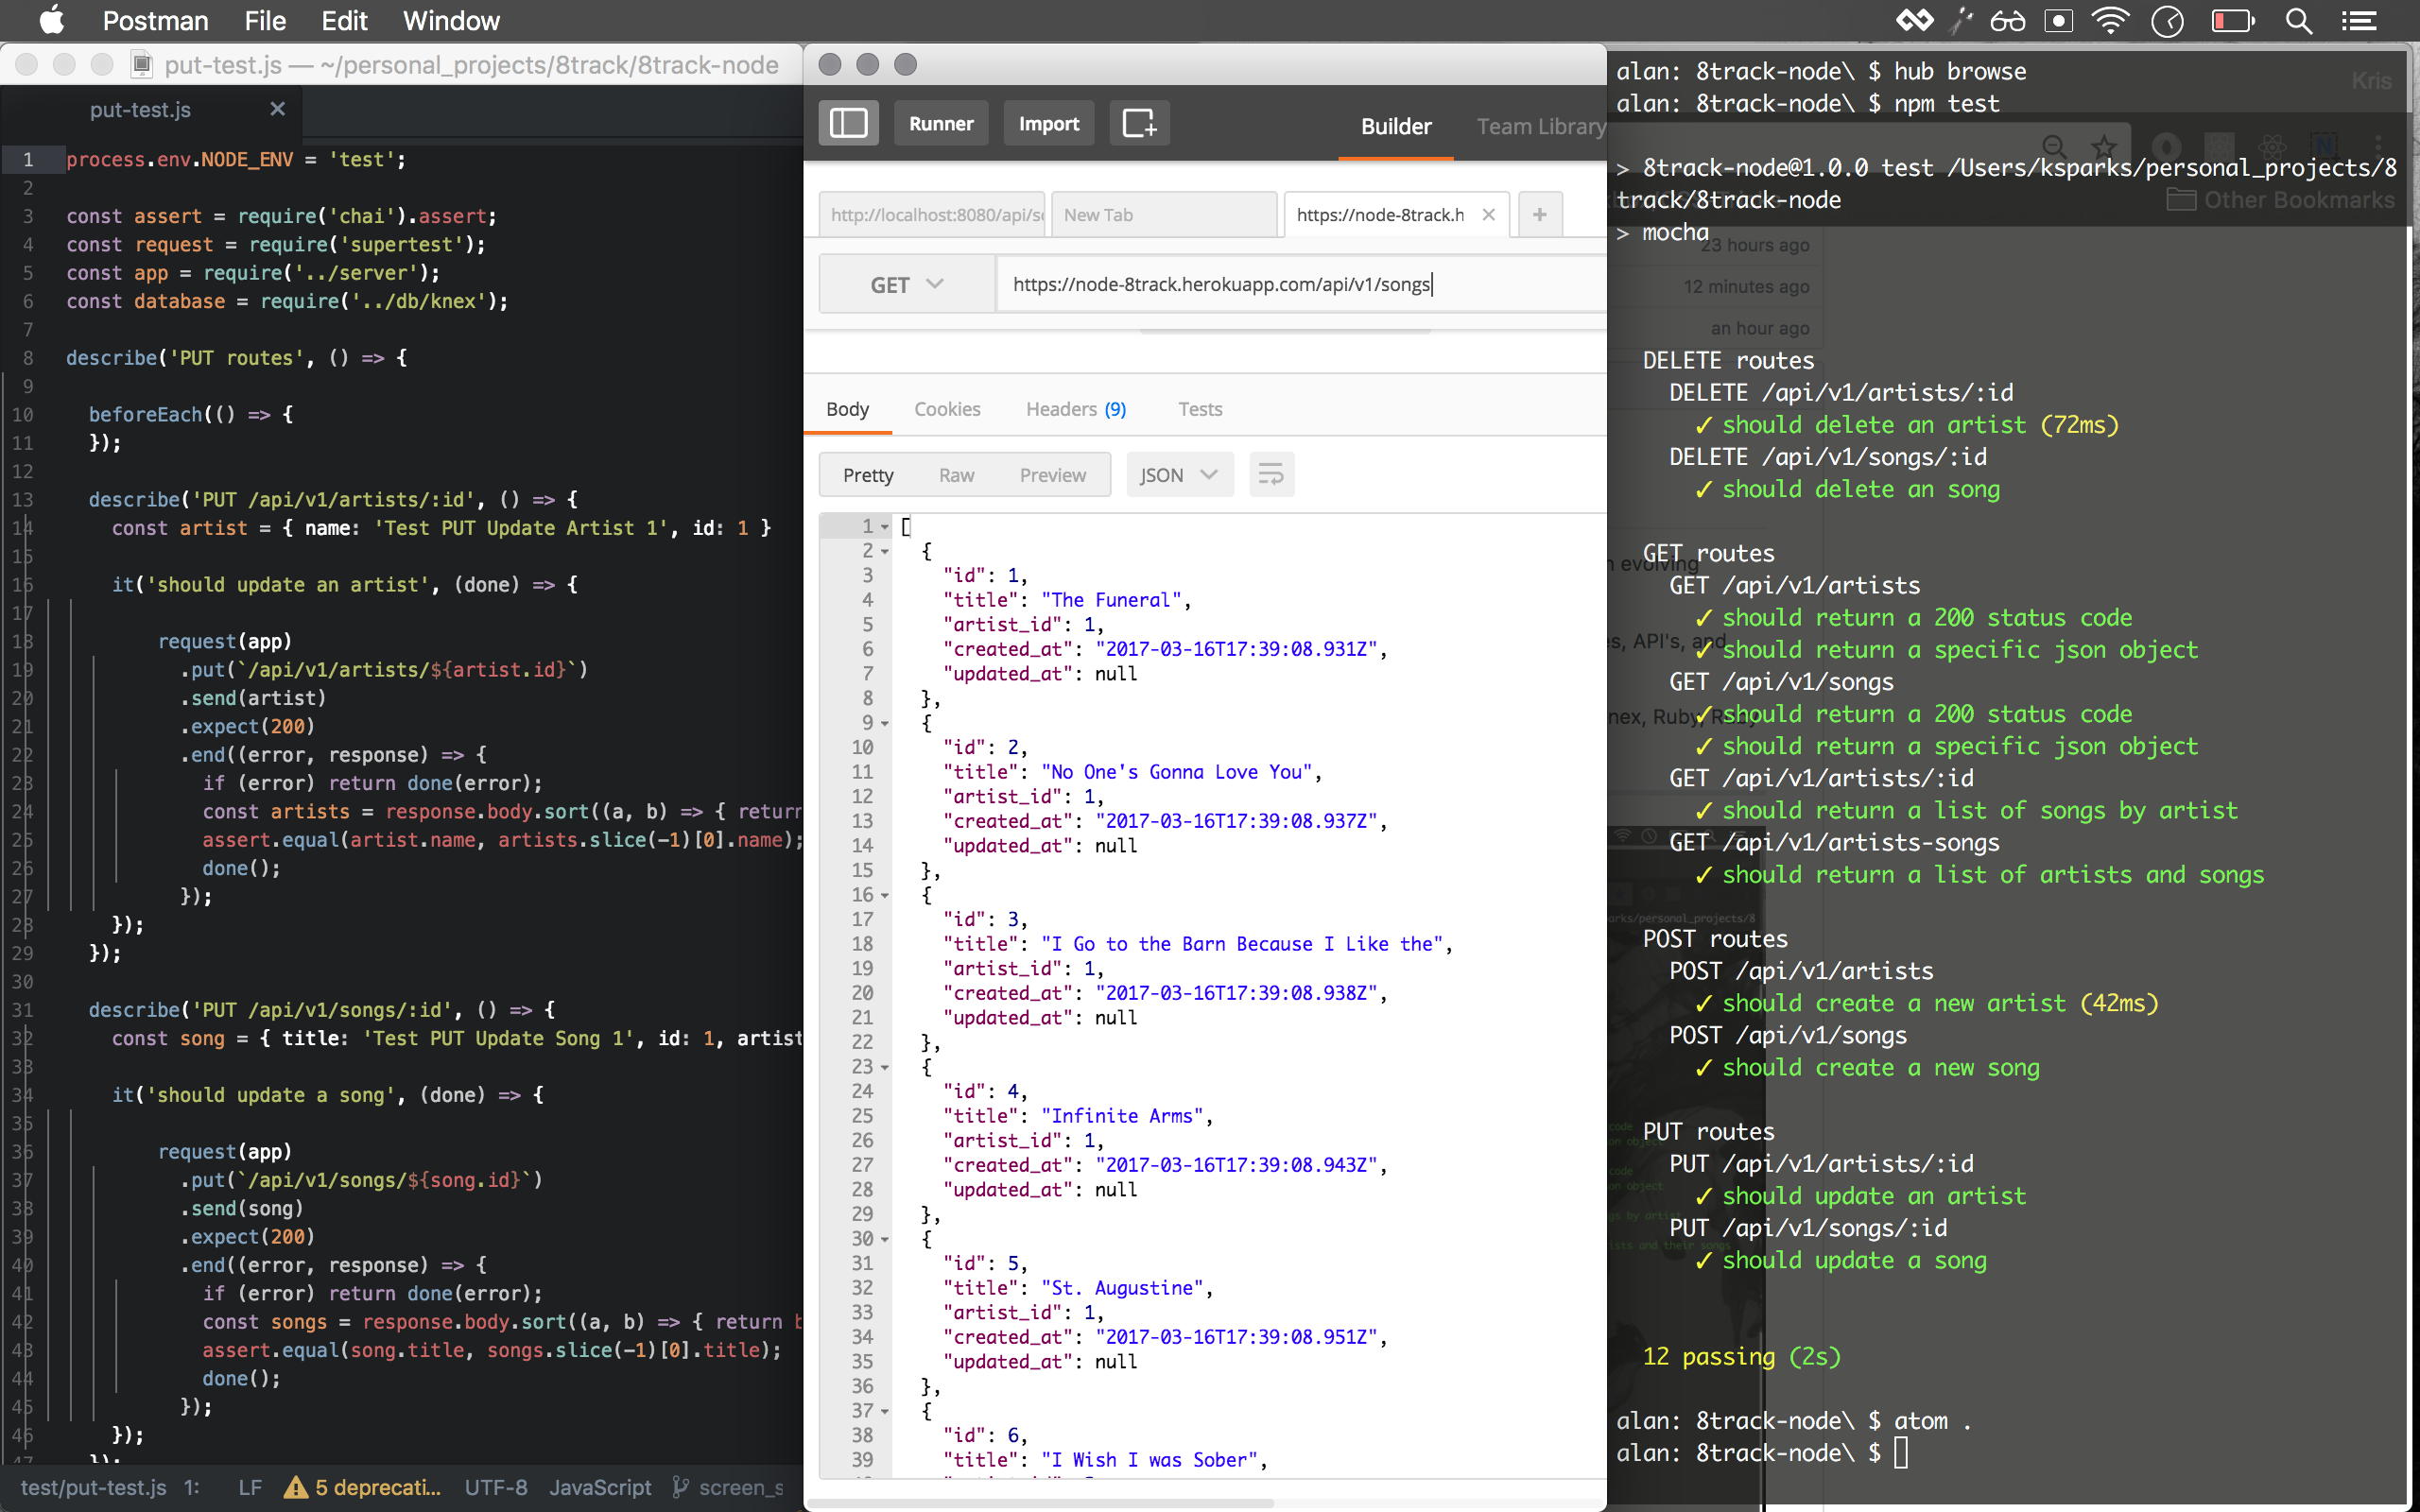 Postman File Edit Window
put-test.js — ~/personal_projects/8track/8track-node
put-test.js
1 process.env.NODE_ENV = 'test';
2
3 const assert = require('chai').assert;
4 const request = require('supertest');
5 const app = require('../server');
6 const database = require('../db/knex');
7
8 describe('PUT routes', () => {
9
10 beforeEach(() => {
11 });
12
13 describe('PUT /api/v1/artists/:id', () => {
14 const artist = { name: 'Test PUT Update Artist 1', id: 1 }
15
16 it('should update an artist', (done) => {
17
18 request(app)
19 .put(`/api/v1/artists/${artist.id}`)
20 .send(artist)
21 .expect(200)
22 .end((error, response) => {
23 if (error) return done(error);
24 const artists = response.body.sort((a, b) => { return
25 assert.equal(artist.name, artists.slice(-1)[0].name);
26 done();
27 });
28 });
29 });
30
31 describe('PUT /api/v1/songs/:id', () => {
32 const song = { title: 'Test PUT Update Song 1', id: 1, artist
33
34 it('should update a song', (done) => {
35
36 request(app)
37 .put(`/api/v1/songs/${song.id}`)
38 .send(song)
39 .expect(200)
40 .end((error, response) => {
41 if (error) return done(error);
42 const songs = response.body.sort((a, b) => { return b
43 assert.equal(song.title, songs.slice(-1)[0].title);
44 done();
45 });
46 });
47 });
test/put-test.js 1: LF 5 deprecati... UTF-8 JavaScript screen_s
Runner Import Builder Team Library
http://localhost:8080/api/s New Tab https://node-8track.h
GET https://node-8track.herokuapp.com/api/v1/songs
Body Cookies Headers (9) Tests
Pretty Raw Preview JSON
1 [
2 {
3 "id": 1,
4 "title": "The Funeral",
5 "artist_id": 1,
6 "created_at": "2017-03-16T17:39:08.931Z",
7 "updated_at": null
8 },
9 {
10 "id": 2,
11 "title": "No One's Gonna Love You",
12 "artist_id": 1,
13 "created_at": "2017-03-16T17:39:08.937Z",
14 "updated_at": null
15 },
16 {
17 "id": 3,
18 "title": "I Go to the Barn Because I Like the",
19 "artist_id": 1,
20 "created_at": "2017-03-16T17:39:08.938Z",
21 "updated_at": null
22 },
23 {
24 "id": 4,
25 "title": "Infinite Arms",
26 "artist_id": 1,
27 "created_at": "2017-03-16T17:39:08.943Z",
28 "updated_at": null
29 },
30 {
31 "id": 5,
32 "title": "St. Augustine",
33 "artist_id": 1,
34 "created_at": "2017-03-16T17:39:08.951Z",
35 "updated_at": null
36 },
37 {
38 "id": 6,
39 "title": "I Wish I was Sober",
alan: 8track-node\ $ hub browse
Kris
alan: 8track-node\ $ npm test
> 8track-node@1.0.0 test /Users/ksparks/personal_projects/8
track/8track-node
Other Bookmarks
> mocha
23 hours ago
12 minutes ago
an hour ago
DELETE routes
DELETE /api/v1/artists/:id
✓ should delete an artist (72ms)
DELETE /api/v1/songs/:id
✓ should delete an song
GET routes
evolving
GET /api/v1/artists
✓ should return a 200 status code
API's, and
✓ should return a specific json object
GET /api/v1/songs
✓ should return a 200 status code
Ruby,
✓ should return a specific json object
GET /api/v1/artists/:id
✓ should return a list of songs by artist
GET /api/v1/artists-songs
✓ should return a list of artists and songs
POST routes
POST /api/v1/artists
✓ should create a new artist (42ms)
POST /api/v1/songs
✓ should create a new song
PUT routes
PUT /api/v1/artists/:id
✓ should update an artist
PUT /api/v1/songs/:id
✓ should update a song
12 passing (2s)
alan: 8track-node\ $ atom .
alan: 8track-node\ $